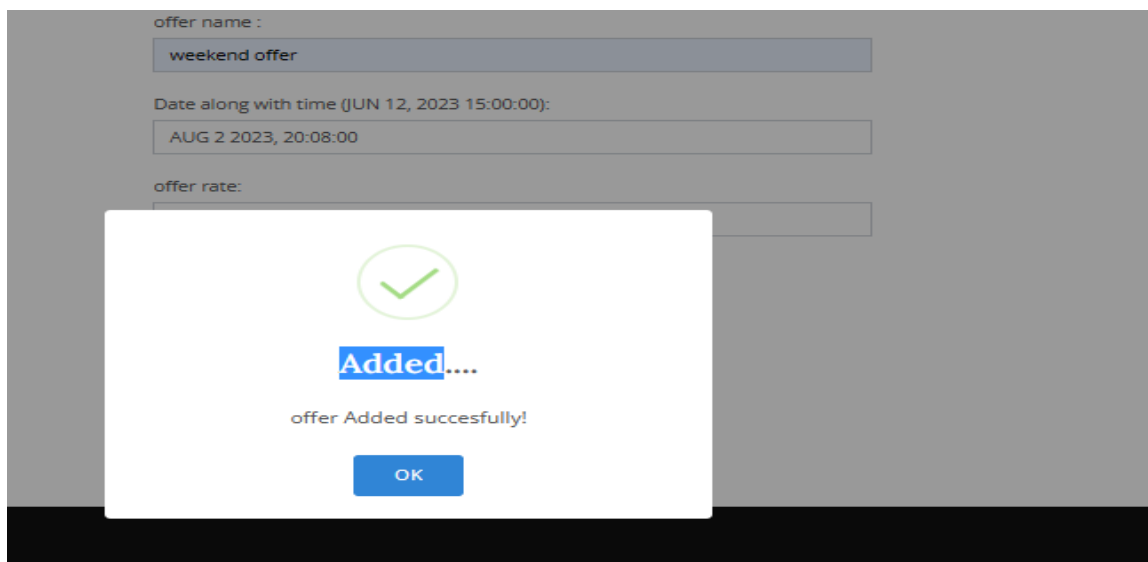 offer name :
weekend offer
Date along with time (JUN 12, 2023 15:00:00):
AUG 2 2023, 20:08:00
offer rate:
Added....
offer Added succesfully!
OK